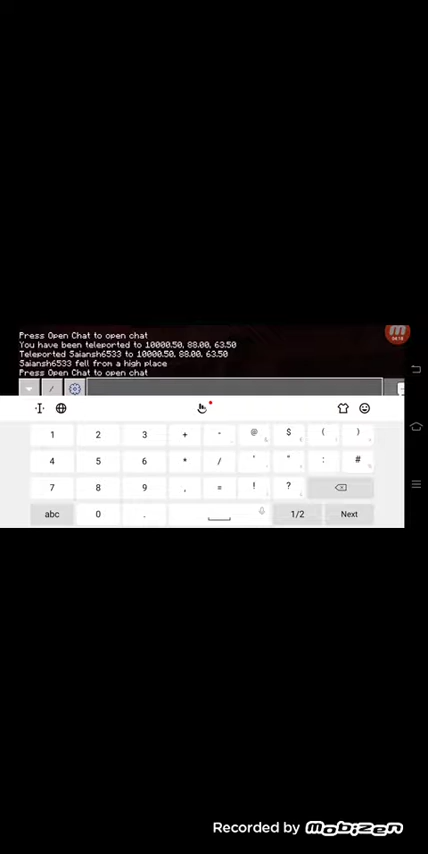 Press Open Chat to open chat
You have been teleported to 10000.50, 88.00, 63.50
Teleported Saiansh6533 to 10000.50, 88.00, 63.50
Saiansh6533 fell from a high place
Press Open Chat to open chat
04:18
/
1 2 3 + - @ $ ( )
4 5 6 * / ' " : #
7 8 9 , = ! ?
abc 0 . 1/2 Next
Recorded by mobizen